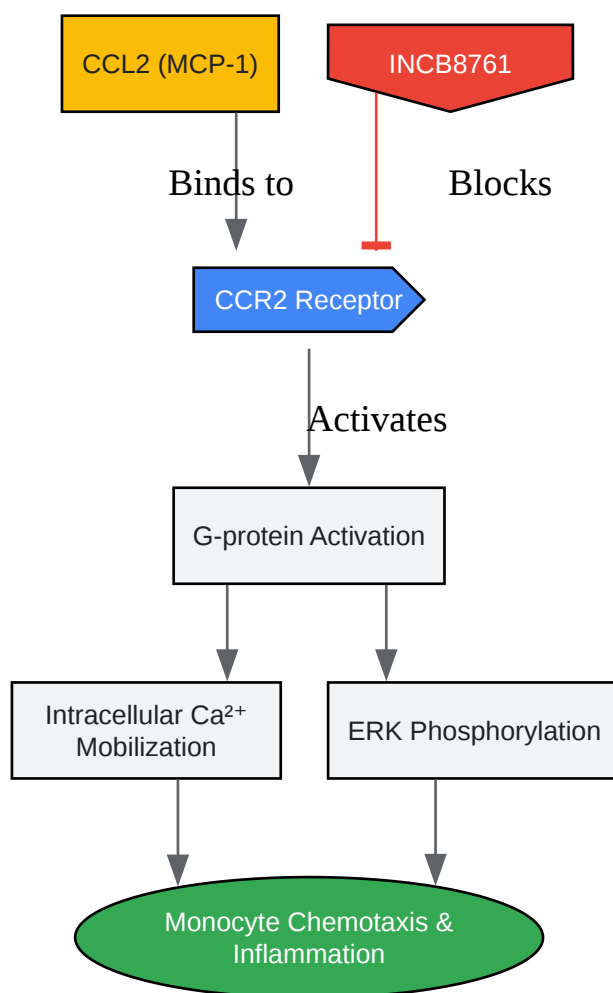 CCL2 (MCP-1)
INCB8761
Binds to
Blocks
CCR2 Receptor
Activates
G-protein Activation
Intracellular Ca²⁺
Mobilization
ERK Phosphorylation
Monocyte Chemotaxis &
Inflammation